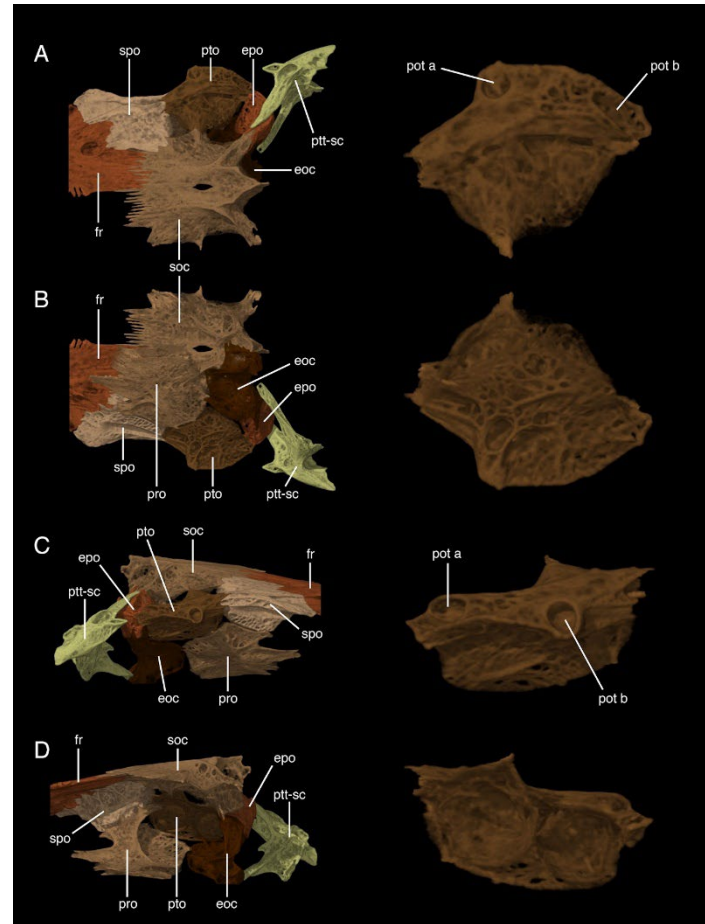 A
spo
pto
epo
ptt-sc
eoc
fr
soc
pot a
pot b
B
fr
eoc
epo
spo
pro
pto
ptt-sc
C
pto
soc
epo
fr
ptt-sc
spo
eoc
pro
pot a
pot b
D
fr
soc
epo
ptt-sc
spo
pro
pto
eoc